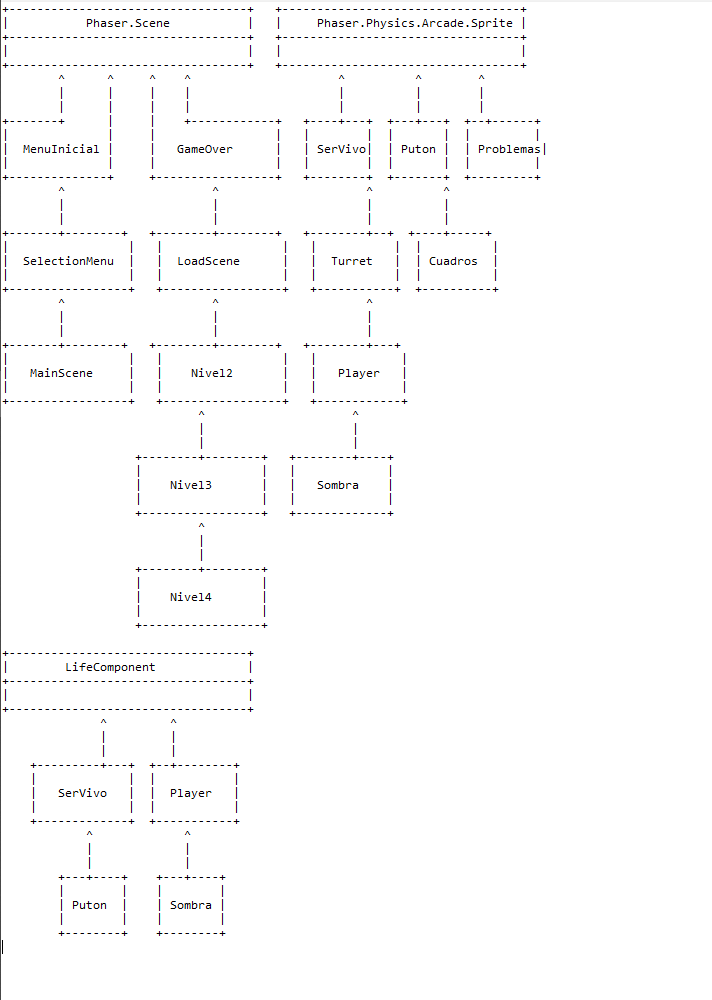 Phaser.Scene Phaser.Physics.Arcade.Sprite
MenuInicial GameOver SerVivo Puton Problemas
SelectionMenu LoadScene Turret Cuadros
MainScene Nivel2 Player
Nivel3 Sombra
Nivel4
LifeComponent
SerVivo Player
Puton Sombra